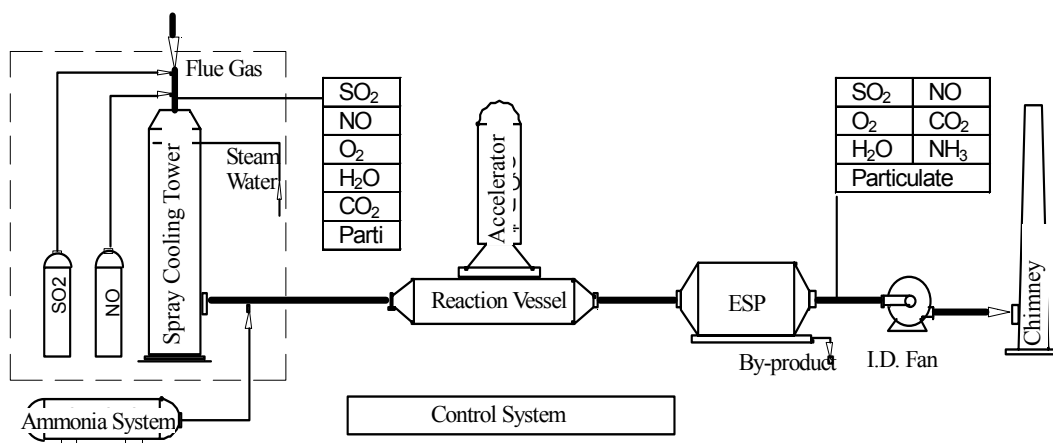 Flue Gas
SO₂
NO
O₂
H₂O
CO₂
Parti
SO₂ NO
O₂ CO₂
H₂O NH₃
Particulate
Steam
Water
Spray Cooling Tower
SO2
NO
Accelerator
Reaction Vessel
ESP
By-product
I.D. Fan
Chimney
Ammonia System
Control System